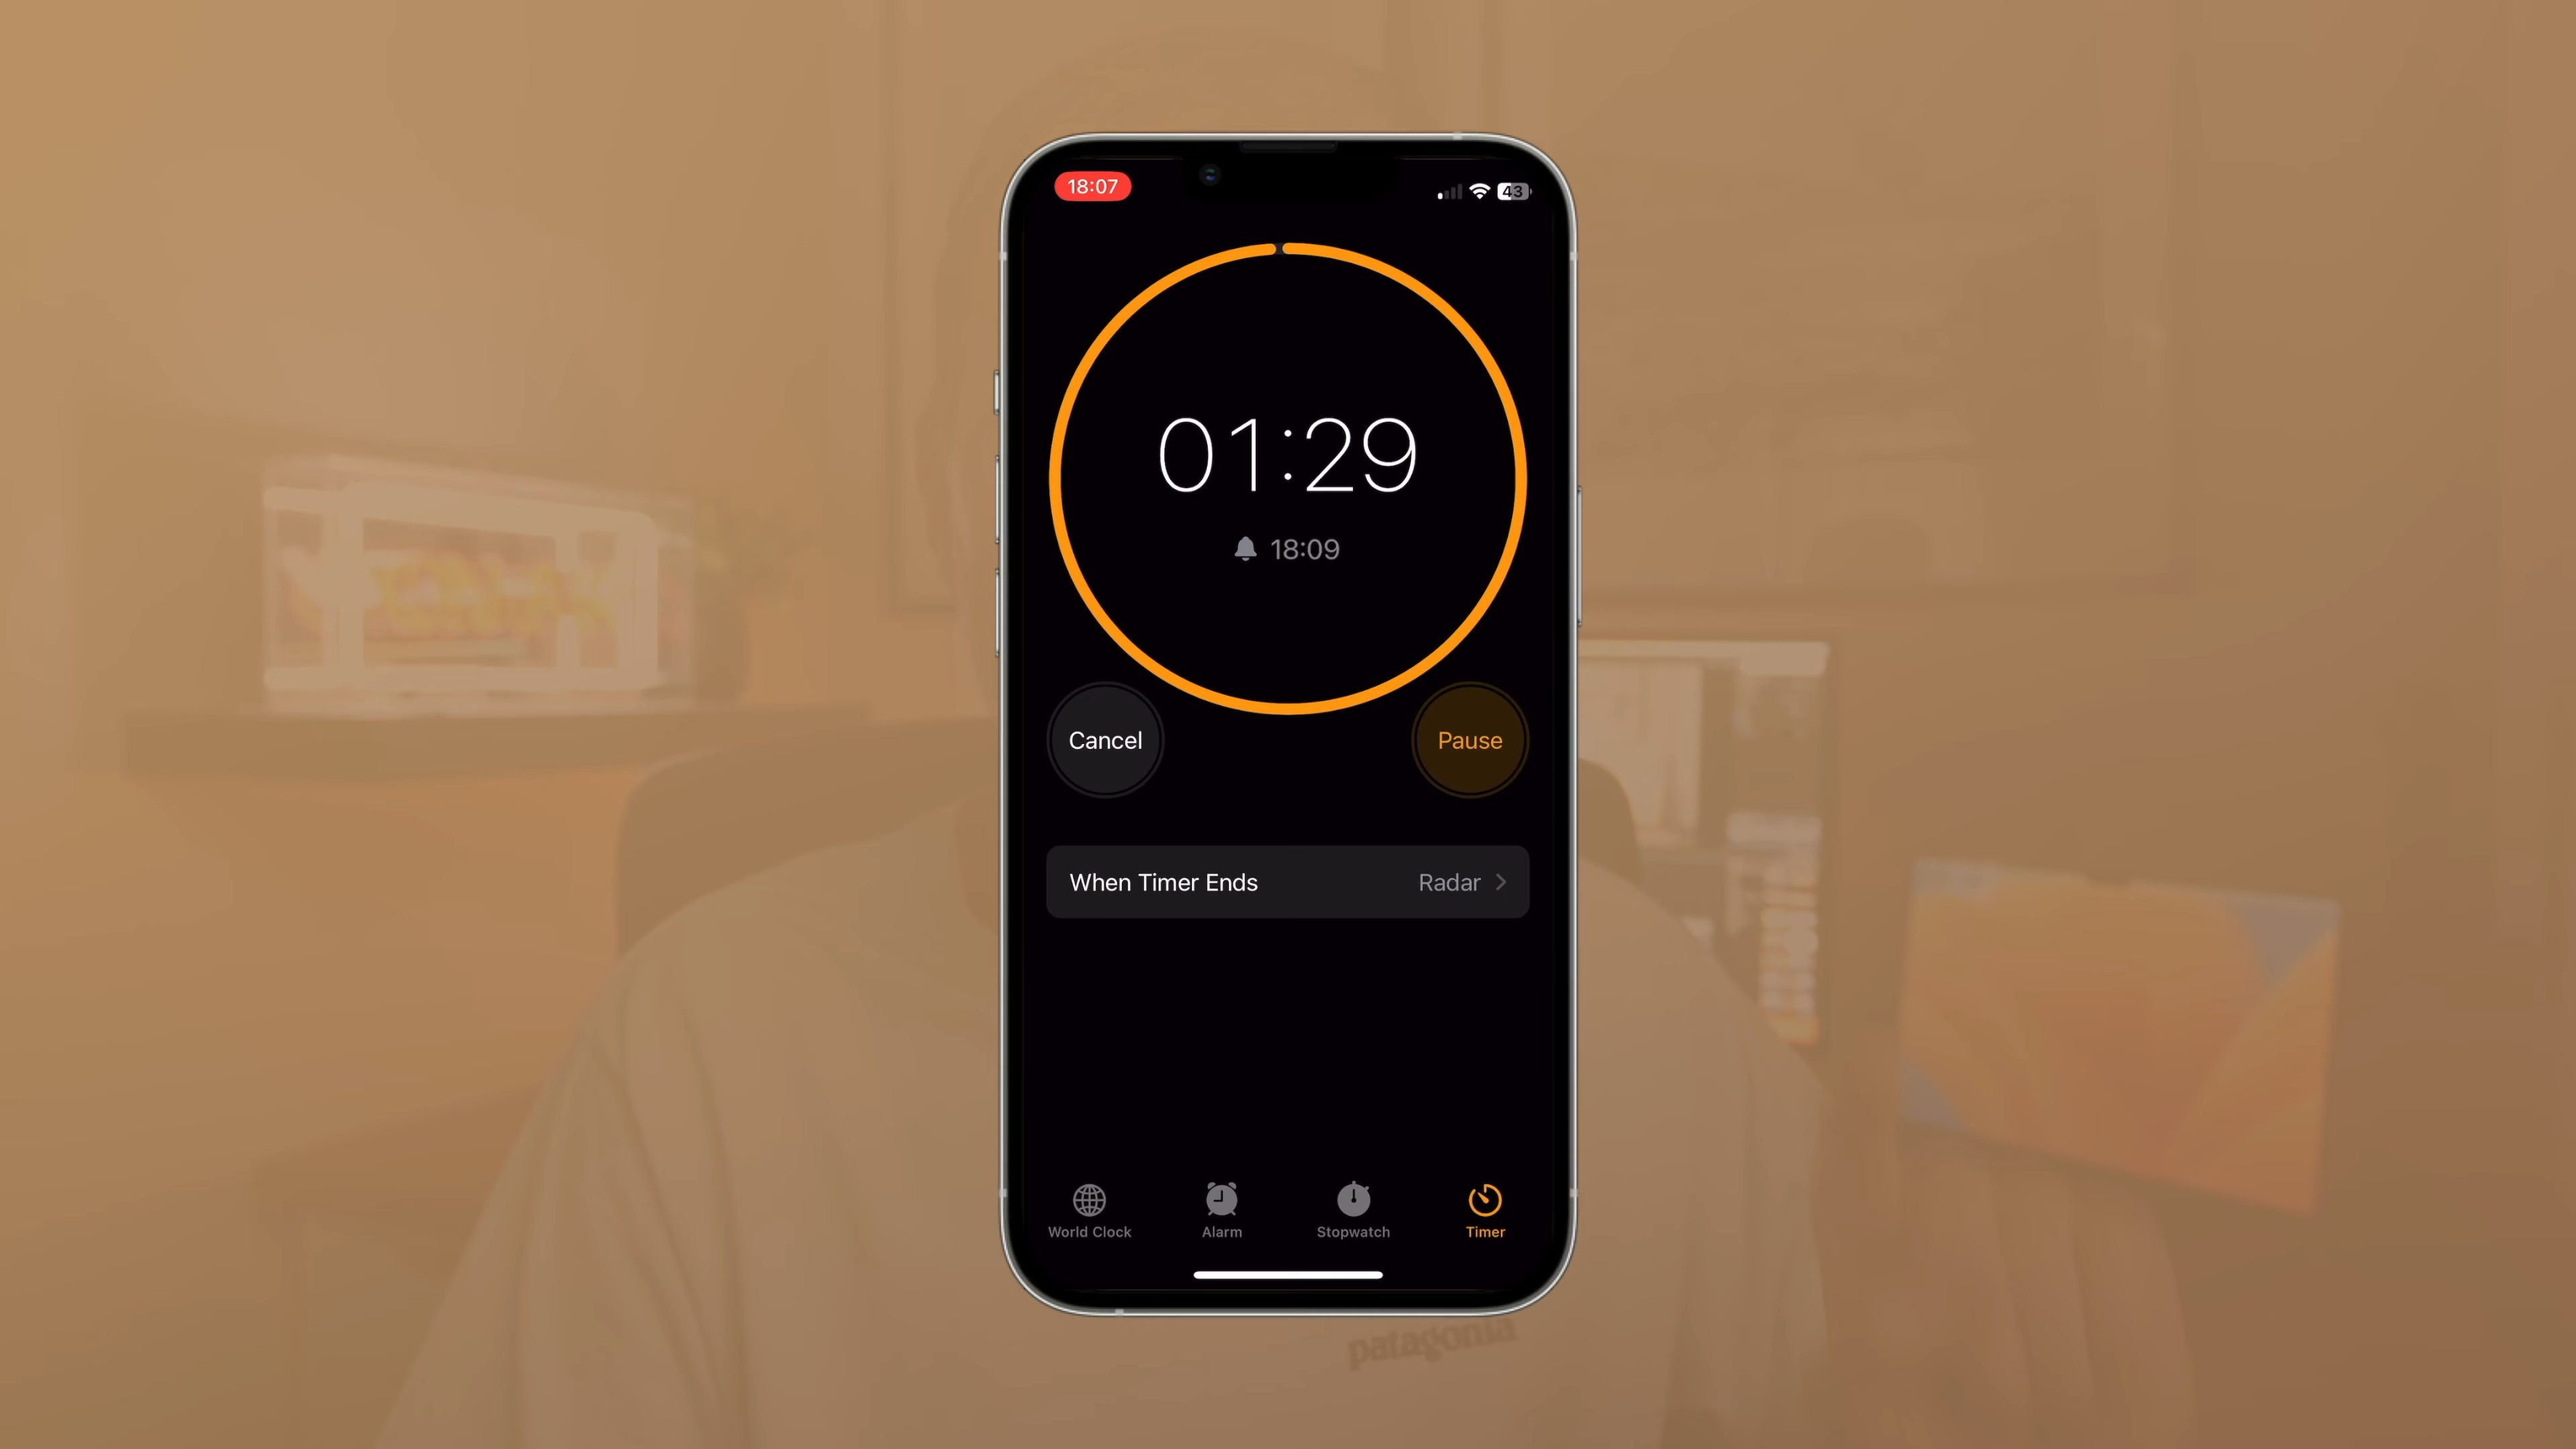 18:07
43
01:29
18:09
Cancel
Pause
When Timer Ends
Radar
World Clock
Alarm
Stopwatch
Timer
patagonia